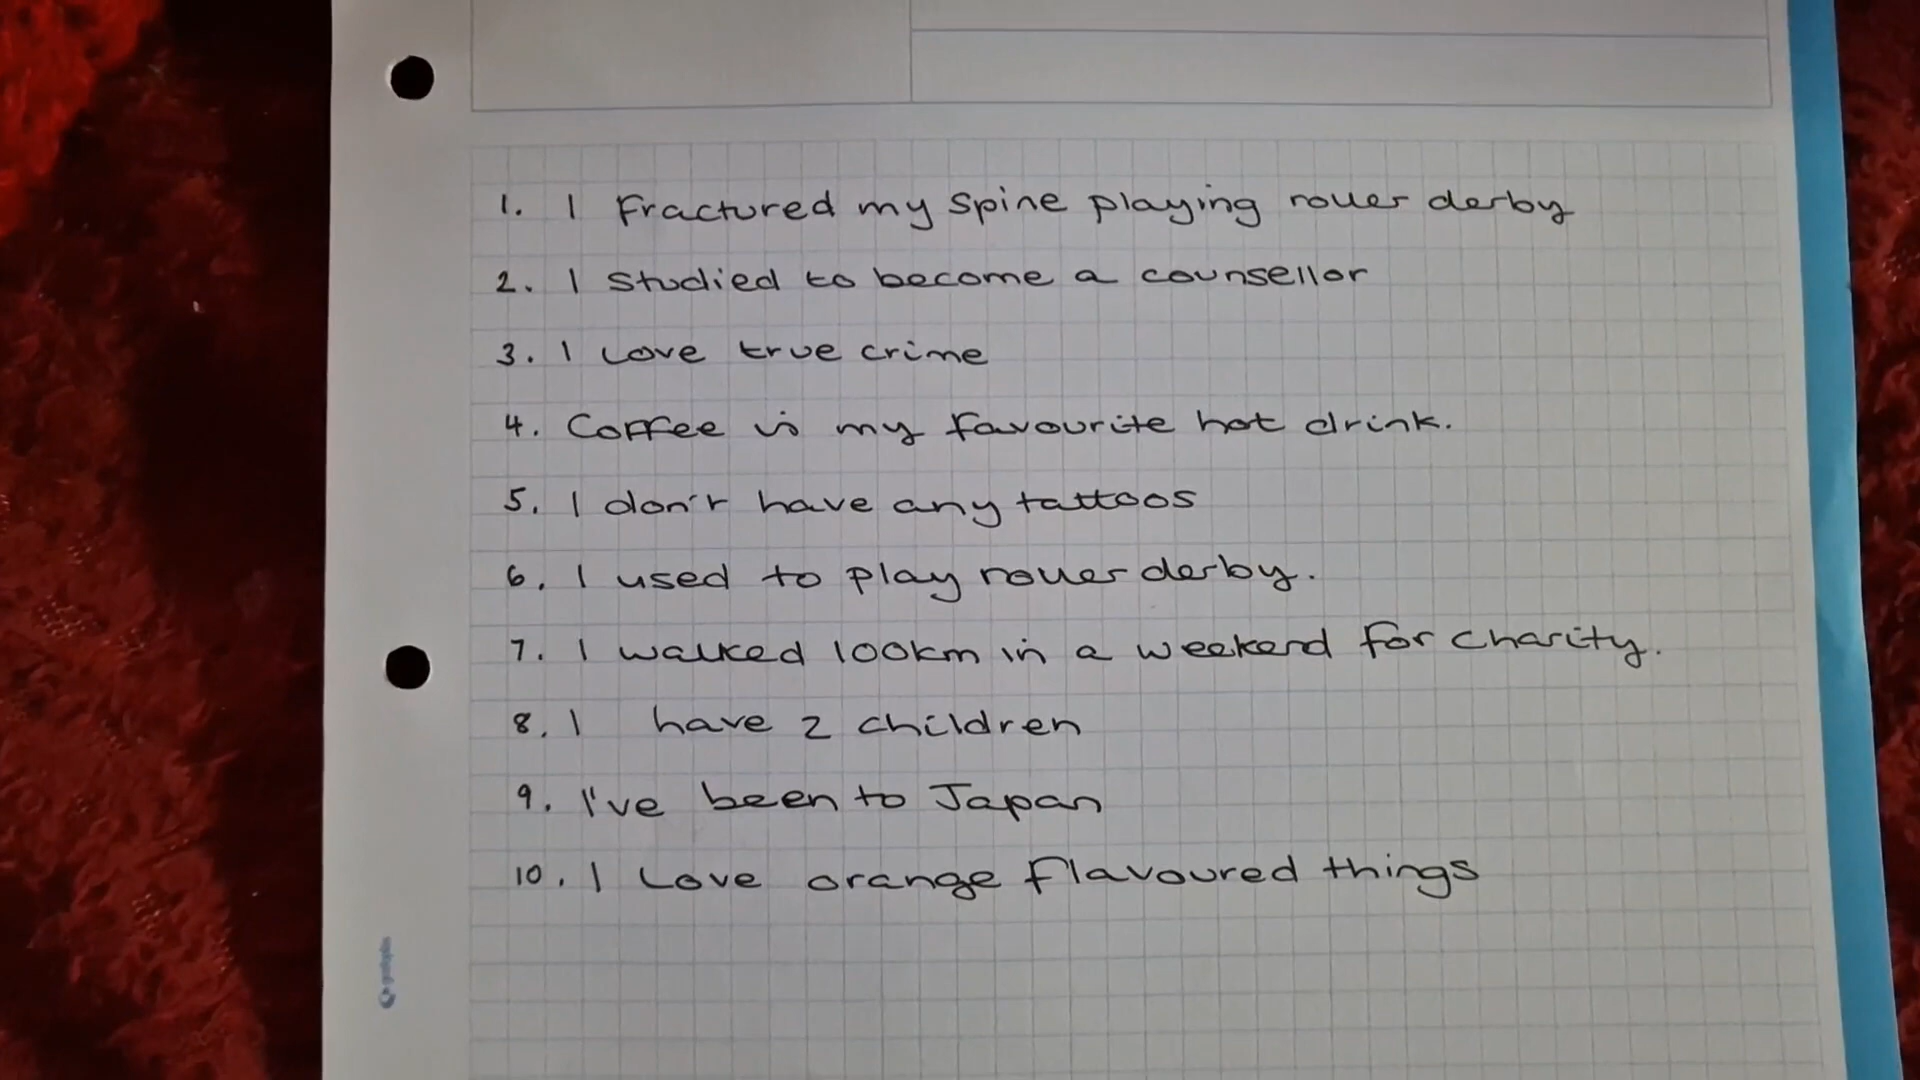 1. I Fractured my spine playing roller derby
2. I studied to become a counsellor
3. I love true crime
4. Coffee is my favourite hot drink.
5. I don't have any tattoos
6. I used to play roller derby.
7. I walked 100km in a weekend for charity.
8. I have 2 children
9. I've been to Japan
10. I love orange flavoured things